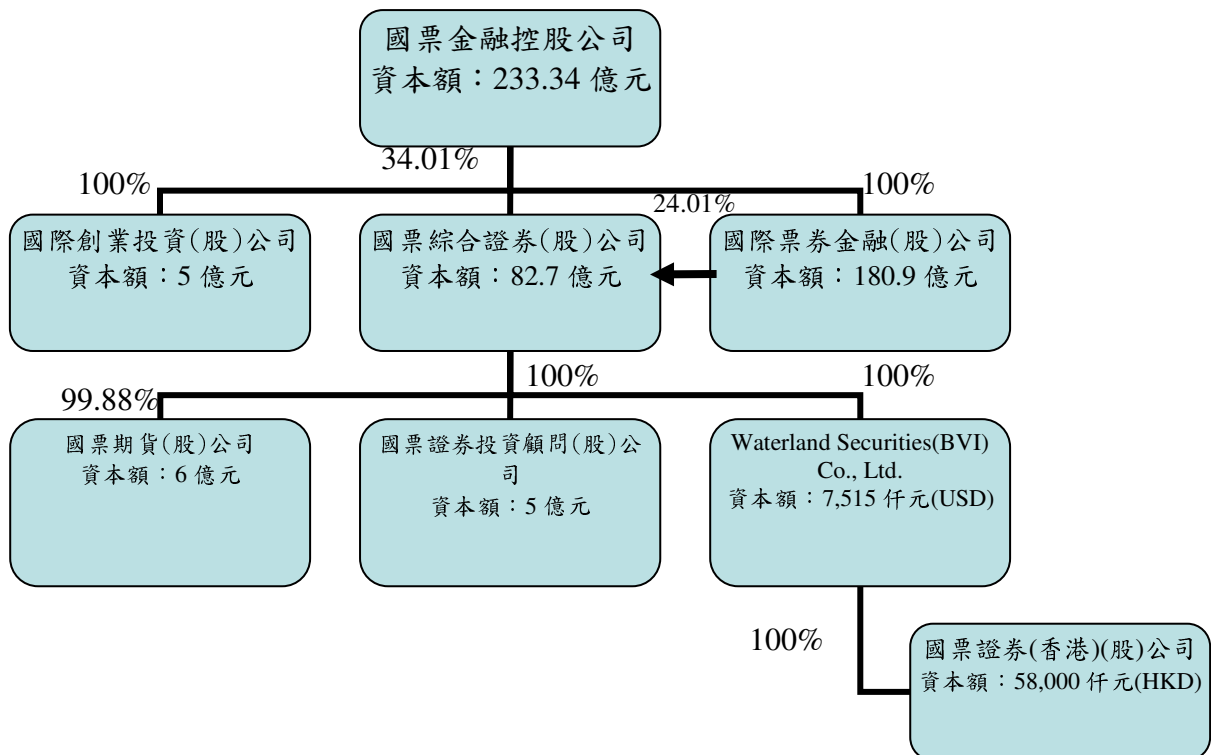 國票金融控股公司
資本額：233.34 億元
34.01%
100%
100%
24.01%
國際創業投資(股)公司
資本額：5 億元
國票綜合證券(股)公司
資本額：82.7 億元
國際票券金融(股)公司
資本額：180.9 億元
99.88%
100%
100%
國票期貨(股)公司
資本額：6 億元
國票證券投資顧問(股)公
司
資本額：5 億元
Waterland Securities(BVI)
Co., Ltd.
資本額：7,515 仟元(USD)
100%
國票證券(香港)(股)公司
資本額：58,000 仟元(HKD)